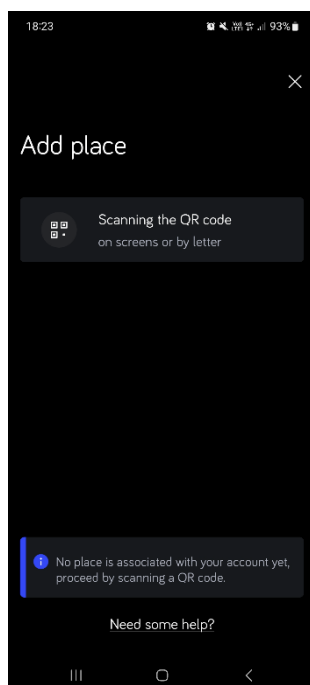 18:23
93%
Add place
Scanning the QR code
on screens or by letter
No place is associated with your account yet,
proceed by scanning a QR code.
Need some help?